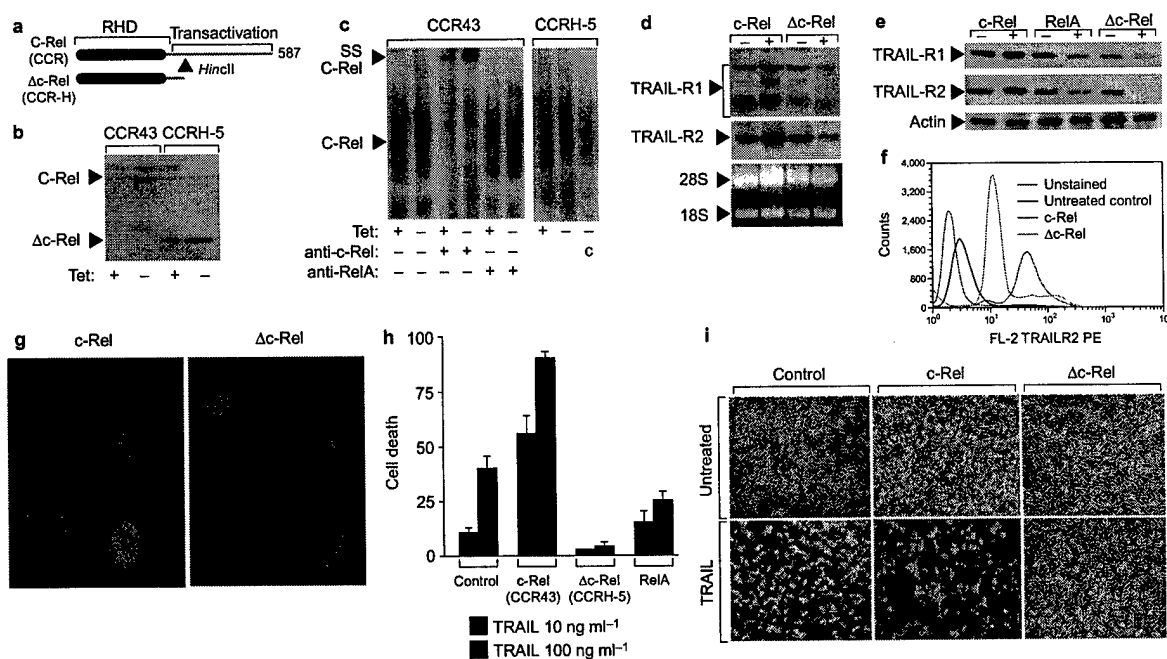 a
RHD
Transactivation
C-Rel
(CCR)
587
HincII
Δc-Rel
(CCR-H)
b
CCR43 CCRH-5
C-Rel
Δc-Rel
Tet: + – + –
c
CCR43 CCRH-5
SS
C-Rel
C-Rel
Tet: + – + – + – + – –
anti-c-Rel: – – + + – – – – c
anti-RelA: – – – – + + – –
d
c-Rel Δc-Rel
– + – +
TRAIL-R1
TRAIL-R2
28S
18S
e
c-Rel RelA Δc-Rel
– + – + – +
TRAIL-R1
TRAIL-R2
Actin
f
4,000
3,200
2,400
1,600
800
0
Counts
Unstained
Untreated control
c-Rel
Δc-Rel
10⁰ 10¹ 10² 10³ 10⁴
FL-2 TRAILR2 PE
g
c-Rel Δc-Rel
h
100
75
50
25
0
Cell death
Control c-Rel Δc-Rel RelA
(CCR43) (CCRH-5)
TRAIL 10 ng ml⁻¹
TRAIL 100 ng ml⁻¹
i
Control c-Rel Δc-Rel
Untreated
TRAIL